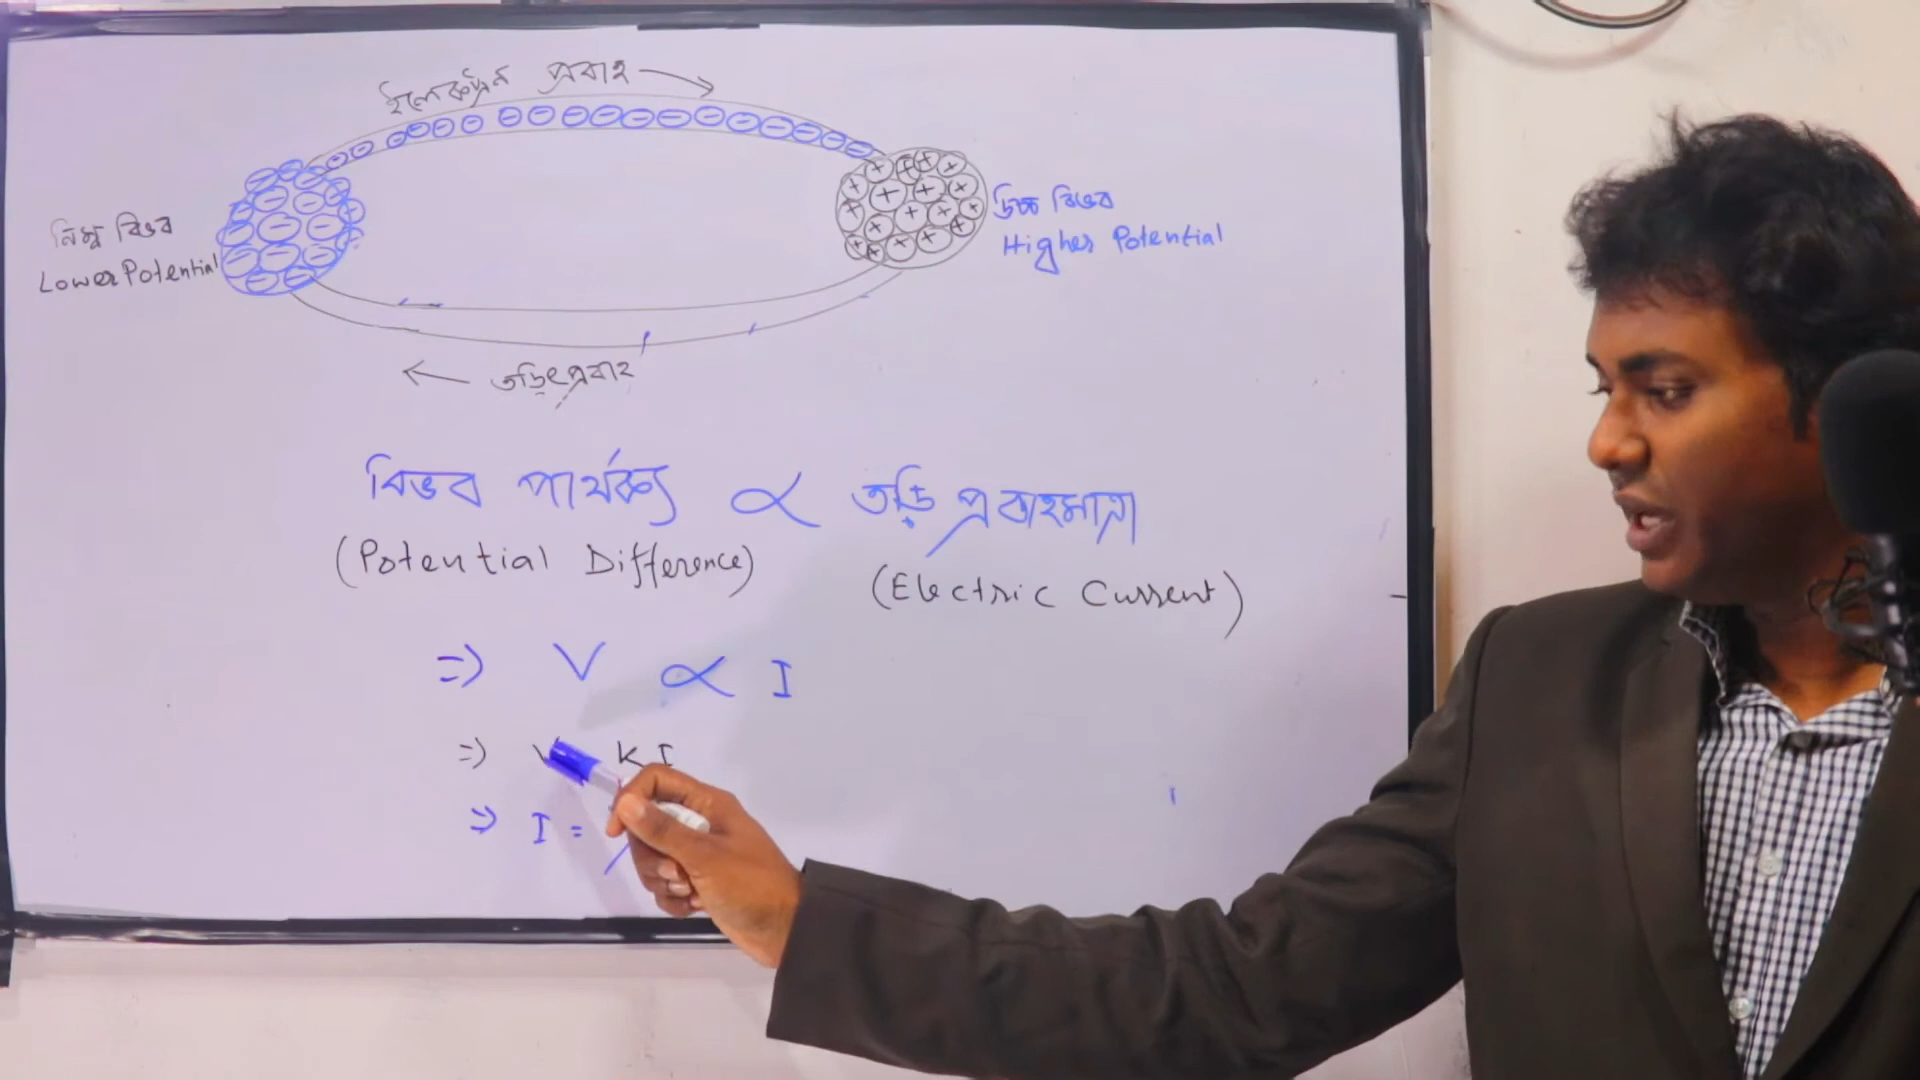 ইলেকট্রন প্রবাহ →
নিম্ন বিভব
Lower Potential
উচ্চ বিভব
Higher Potential
← তড়িৎপ্রবাহ
বিভব পার্থক্য ∝ তড়ি প্রবাহমাত্রা
(Potential Difference) (Electric Current)
=> V ∝ I
=> V KI
=> I =